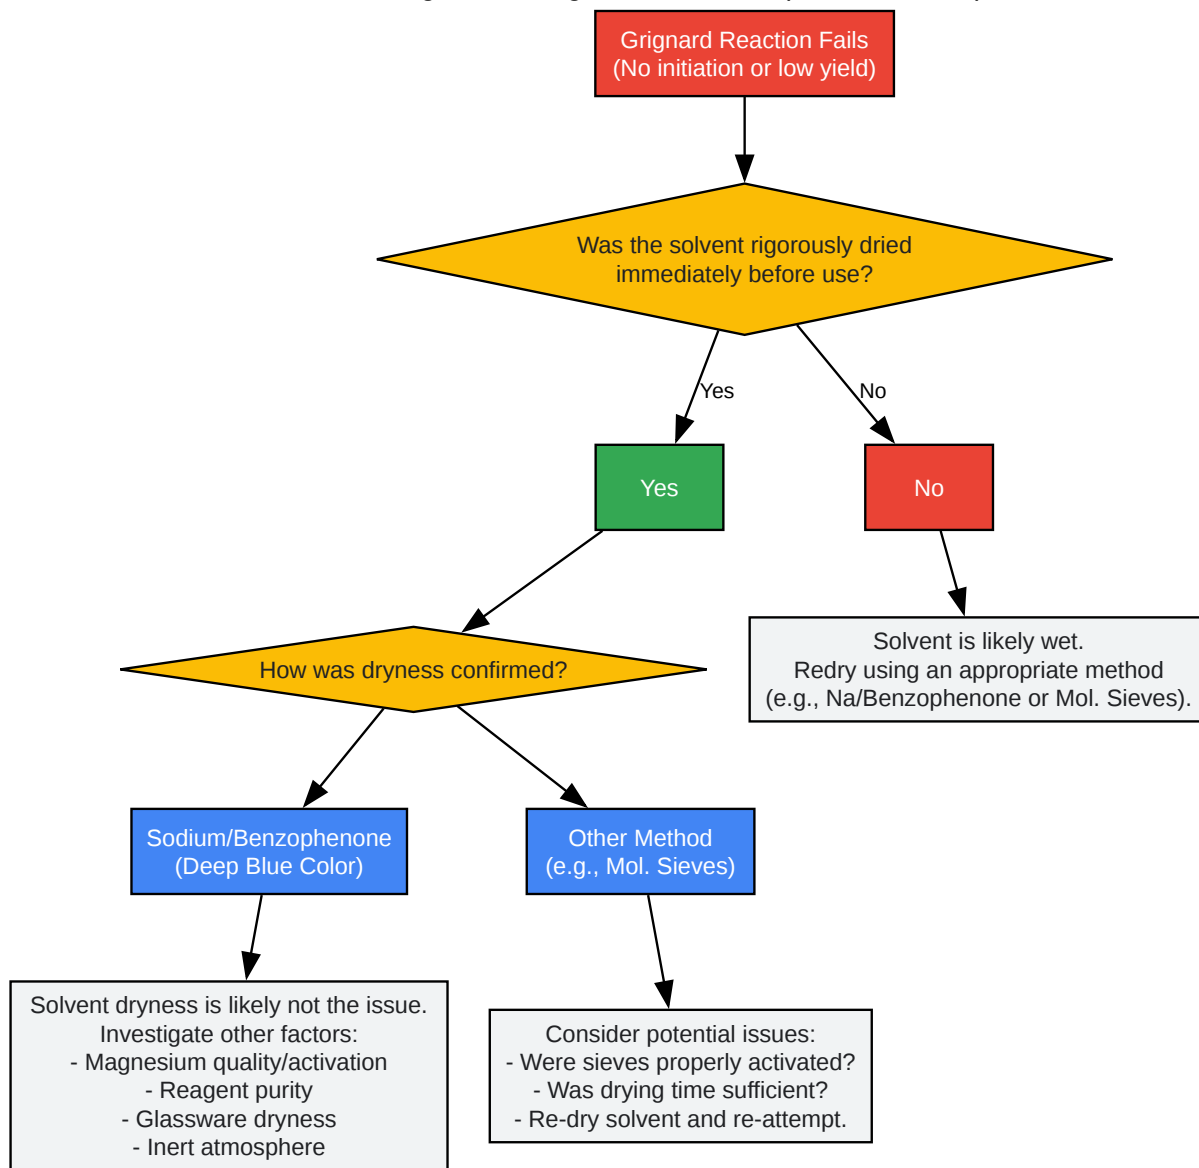 Grignard Reaction Fails
(No initiation or low yield)
Was the solvent rigorously dried
immediately before use?
Yes
No
Yes
No
Solvent is likely wet.
Redry using an appropriate method
(e.g., Na/Benzophenone or Mol. Sieves).
How was dryness confirmed?
Sodium/Benzophenone
(Deep Blue Color)
Other Method
(e.g., Mol. Sieves)
Solvent dryness is likely not the issue.
Investigate other factors:
- Magnesium quality/activation
- Reagent purity
- Glassware dryness
- Inert atmosphere
Consider potential issues:
- Were sieves properly activated?
- Was drying time sufficient?
- Re-dry solvent and re-attempt.